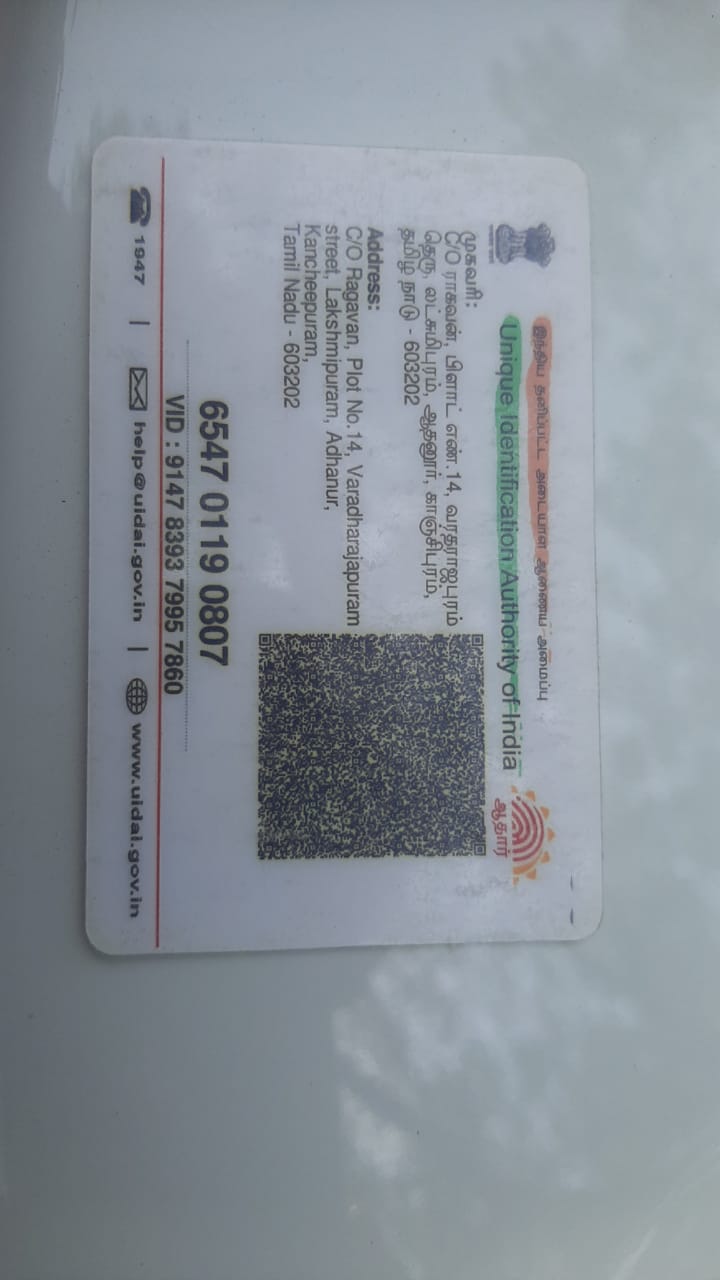 இந்திய தனிப்பட்ட அடையாள ஆணைய அமைப்பு
Unique Identification Authority of India
ஆதார்
முகவரி:
C/O ராகவன், பிளாட் எண்.14, வரதராஜபுரம்
தெரு, லட்சுமிபுரம், ஆதனூர், காஞ்சிபுரம்,
தமிழ் நாடு - 603202
Address:
C/O Ragavan, Plot No.14, Varadharajapuram
street, Lakshmipuram, Adhanur,
Kancheepuram,
Tamil Nadu - 603202
6547 0119 0807
VID : 9147 8393 7995 7860
1947 | help@uidai.gov.in | www.uidai.gov.in